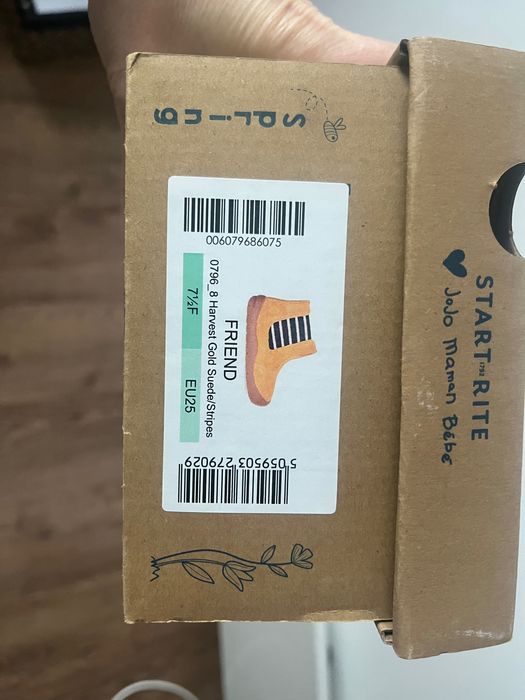 START-RITE
1792
JoJo Maman Bébé
spring
006079686075
FRIEND
0796_8 Harvest Gold Suede/Stripes
7½F
EU25
5 059503 279029